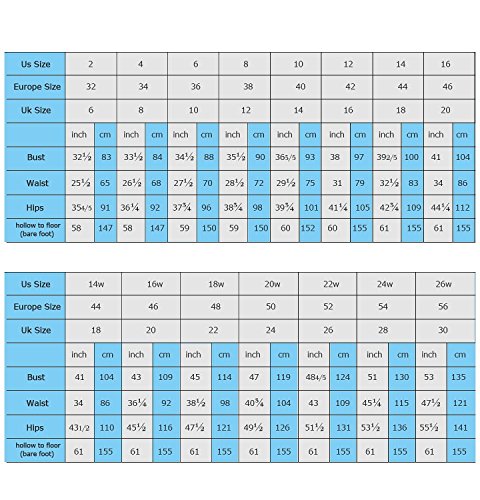 Us Size 2 4 6 8 10 12 14 16
Europe Size 32 34 36 38 40 42 44 46
Uk Size 6 8 10 12 14 16 18 20
inch cm inch cm inch cm inch cm inch cm inch cm inch cm inch cm
Bust 32½ 83 33½ 84 34½ 88 35½ 90 36 1/5 93 38 97 39 2/5 100 41 104
Waist 25½ 65 26½ 68 27½ 70 28½ 72 29½ 75 31 79 32½ 83 34 86
Hips 35 4/5 91 36¼ 92 37¾ 96 38¾ 98 39¾ 101 41¼ 105 42¾ 109 44¼ 112
hollow to floor 58 147 58 147 59 150 59 150 60 152 60 155 61 155 61 155
(bare foot)
Us Size 14w 16w 18w 20w 22w 24w 26w
Europe Size 44 46 48 50 52 54 56
Uk Size 18 20 22 24 26 28 30
inch cm inch cm inch cm inch cm inch cm inch cm inch cm
Bust 41 104 43 109 45 114 47 119 48 4/5 124 51 130 53 135
Waist 34 86 36¼ 92 38½ 98 40¾ 104 43 109 45¼ 115 47½ 121
Hips 43 1/2 110 45½ 116 47½ 121 49½ 126 51½ 131 53½ 136 55½ 141
hollow to floor 61 155 61 155 61 155 61 155 61 155 61 155 61 155
(bare foot)